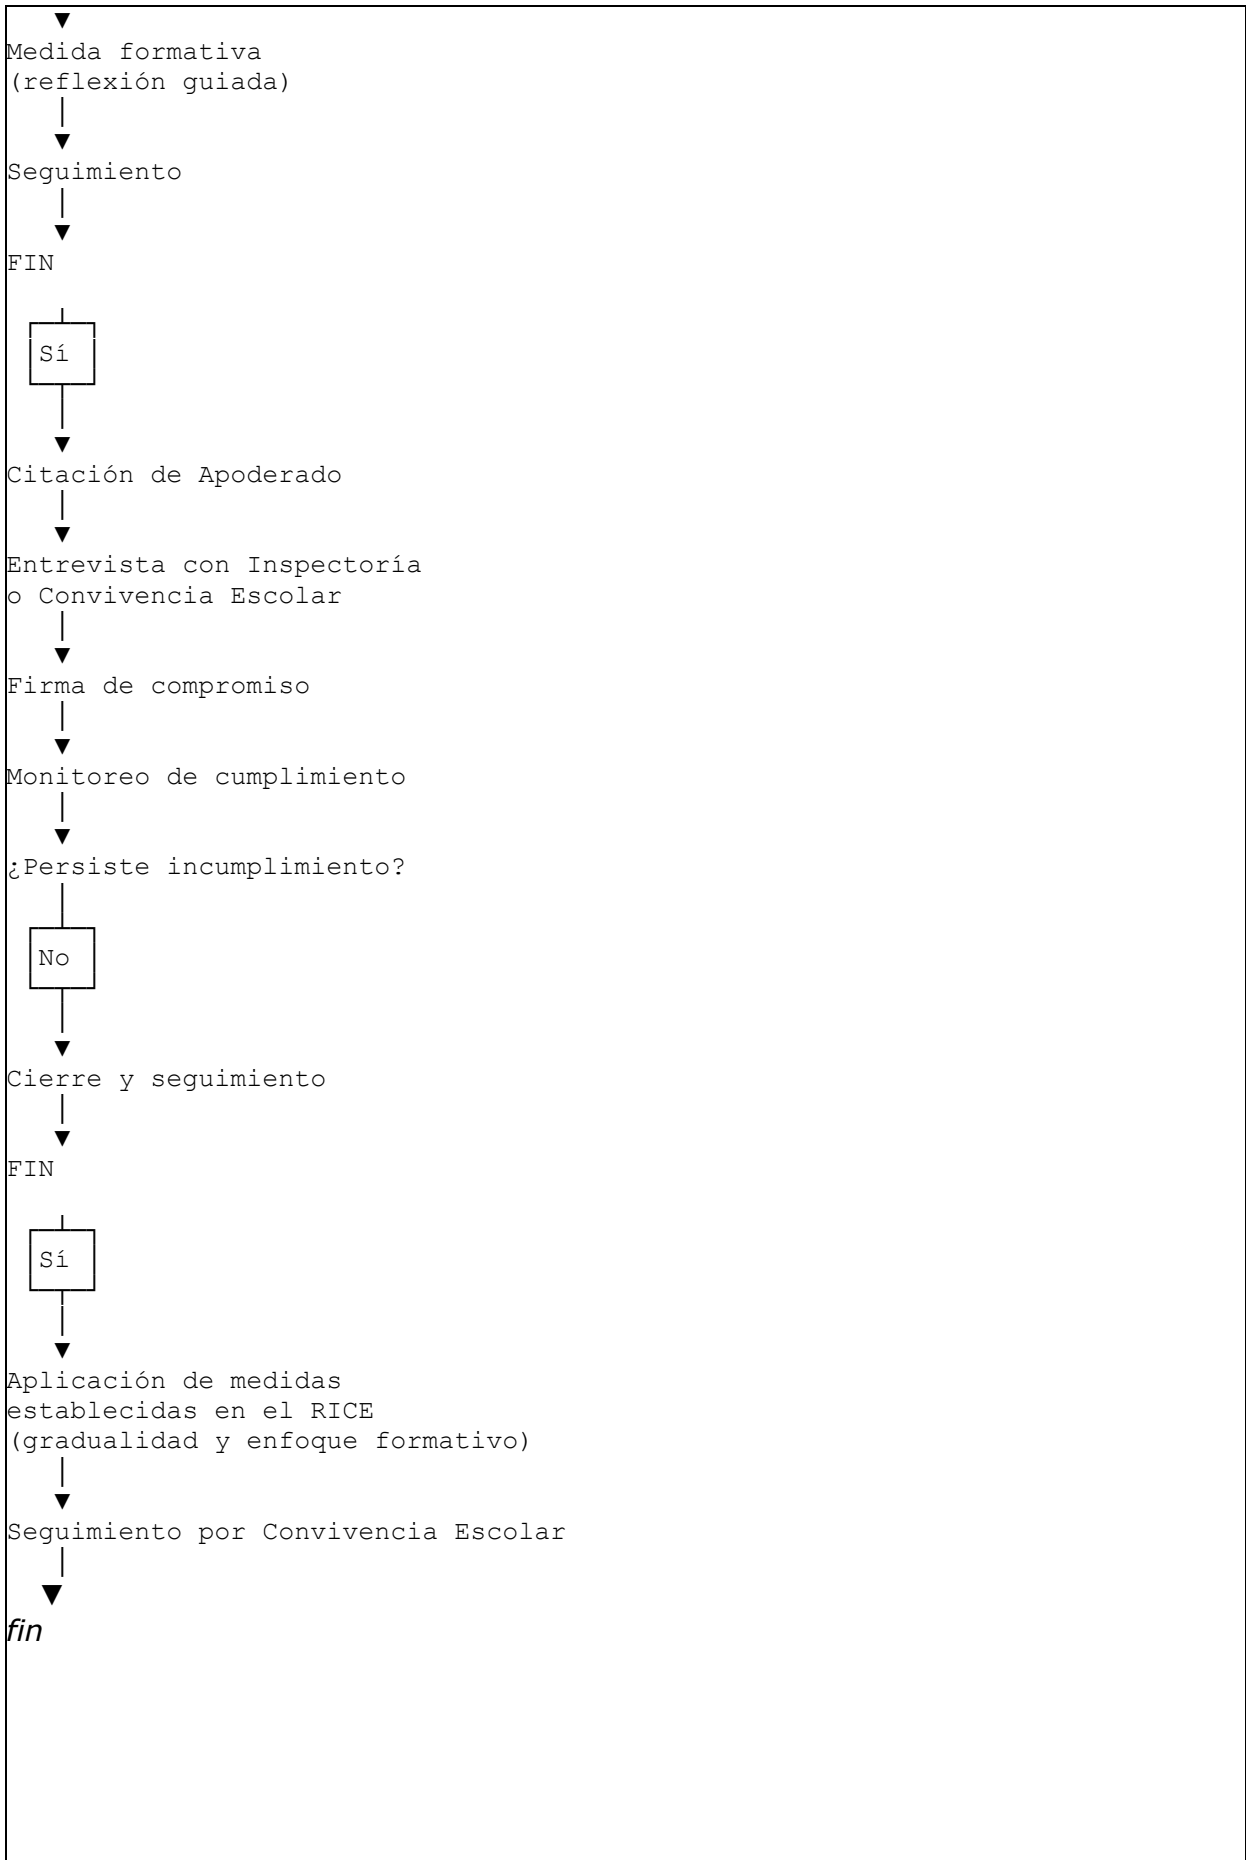 Medida formativa
(reflexión guiada)
Seguimiento
FIN
Sí
Citación de Apoderado
Entrevista con Inspectoría
o Convivencia Escolar
Firma de compromiso
Monitoreo de cumplimiento
¿Persiste incumplimiento?
No
Cierre y seguimiento
FIN
Sí
Aplicación de medidas
establecidas en el RICE
(gradualidad y enfoque formativo)
Seguimiento por Convivencia Escolar
fin